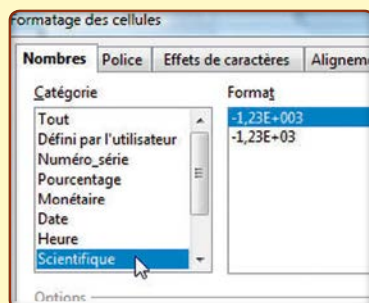 Formatage des cellules
Nombres Police Effets de caractères Alignem
Catégorie Format
Tout -1,23E+003
Défini par l'utilisateur -1,23E+03
Numéro_série
Pourcentage
Monétaire
Date
Heure
Scientifique
Options